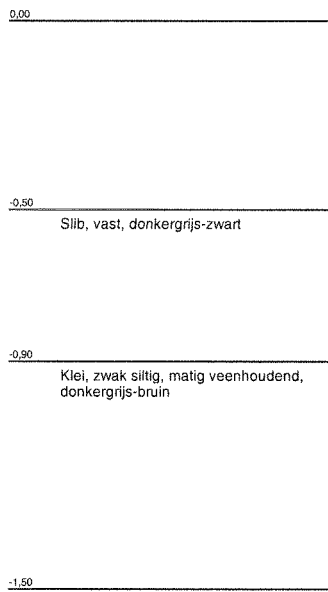 0,00
-0,50
Slib, vast, donkergrijs-zwart
-0,90
Klei, zwak siltig, matig veenhoudend,
donkergrijs-bruin
-1,50